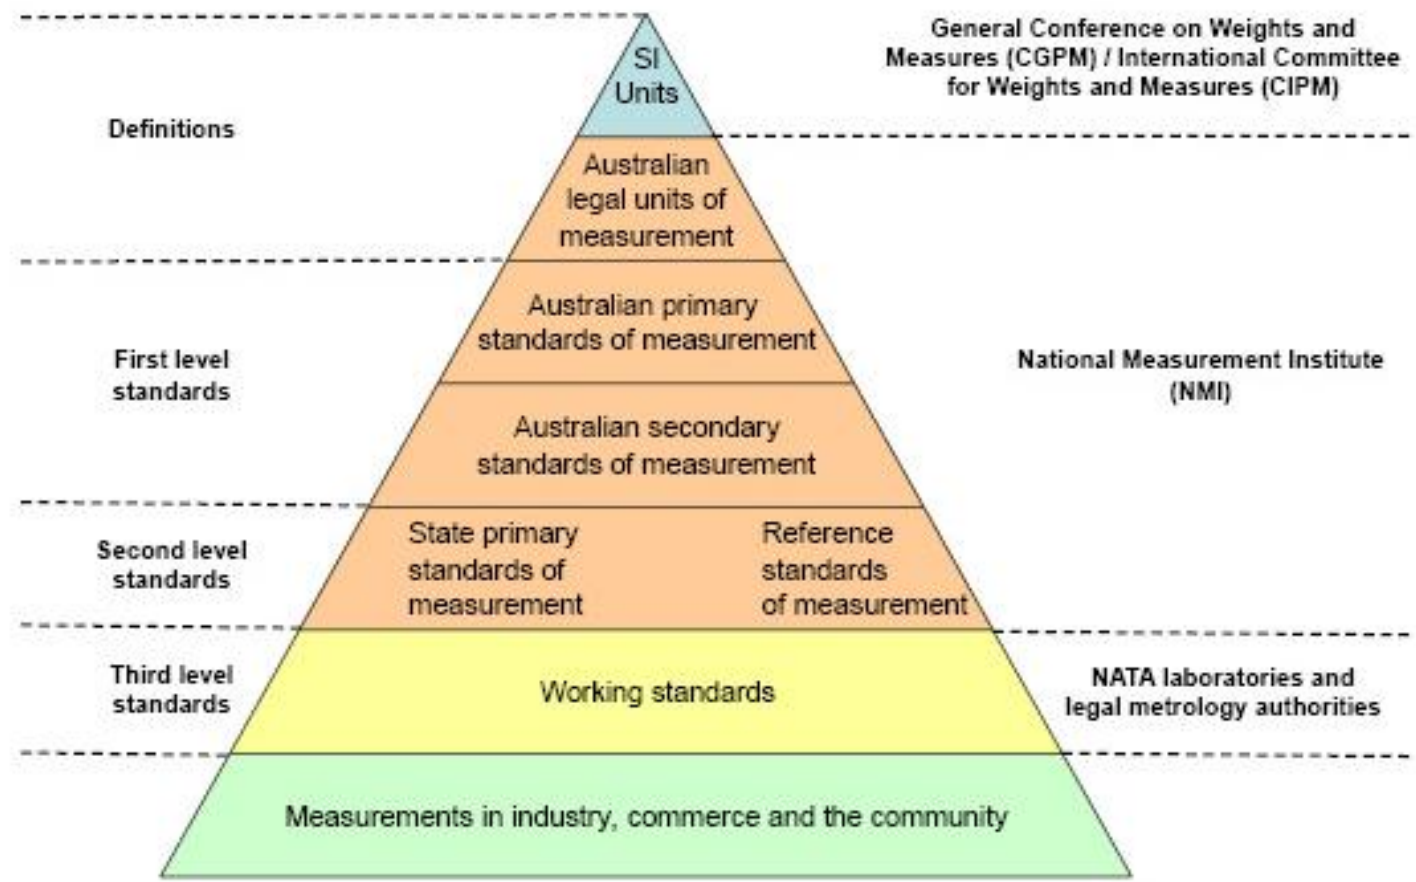 General Conference on Weights and
Measures (CGPM) / International Committee
for Weights and Measures (CIPM)
SI
Units
Definitions
Australian
legal units of
measurement
Australian primary
standards of measurement
First level
standards
National Measurement Institute
(NMI)
Australian secondary
standards of measurement
Second level
standards
State primary
standards of
measurement
Reference
standards
of measurement
Third level
standards
Working standards
NATA laboratories and
legal metrology authorities
Measurements in industry, commerce and the community